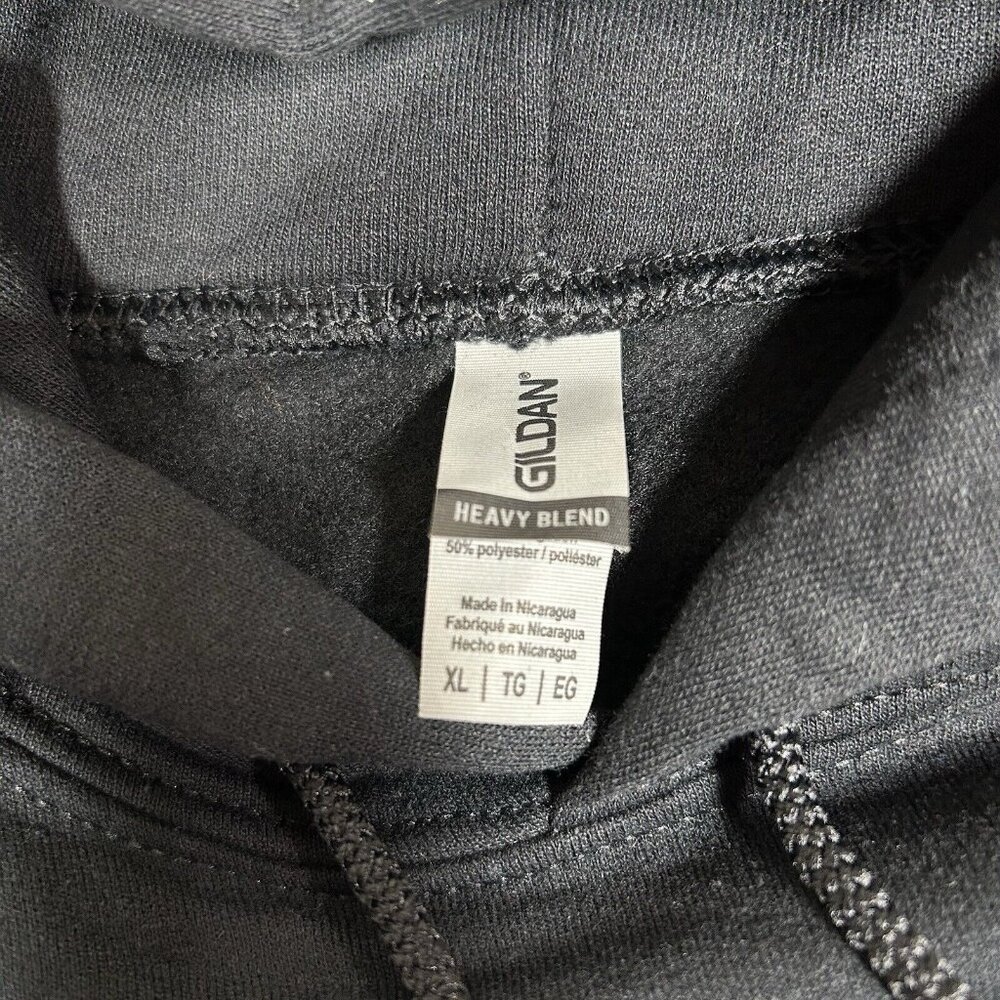 GILDAN®
HEAVY BLEND
50% polyester / poliéster
Made in Nicaragua
Fabriqué au Nicaragua
Hecho en Nicaragua
XL | TG | EG